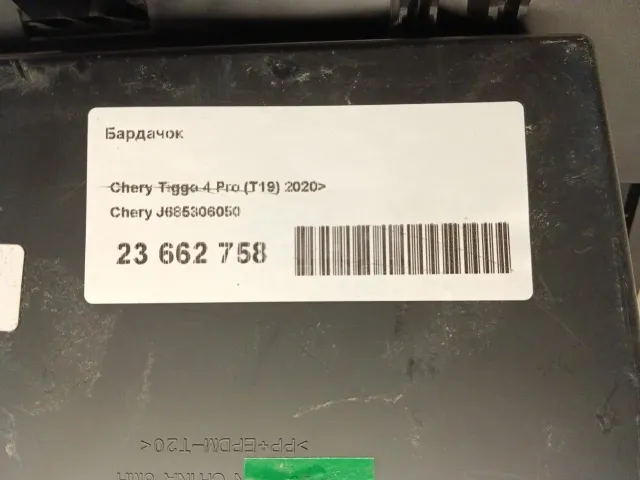 Бардачок
Chery Tiggo 4 Pro (T19) 2020>
Chery J685306050
23 662 758
>PP+EPDM-T20<